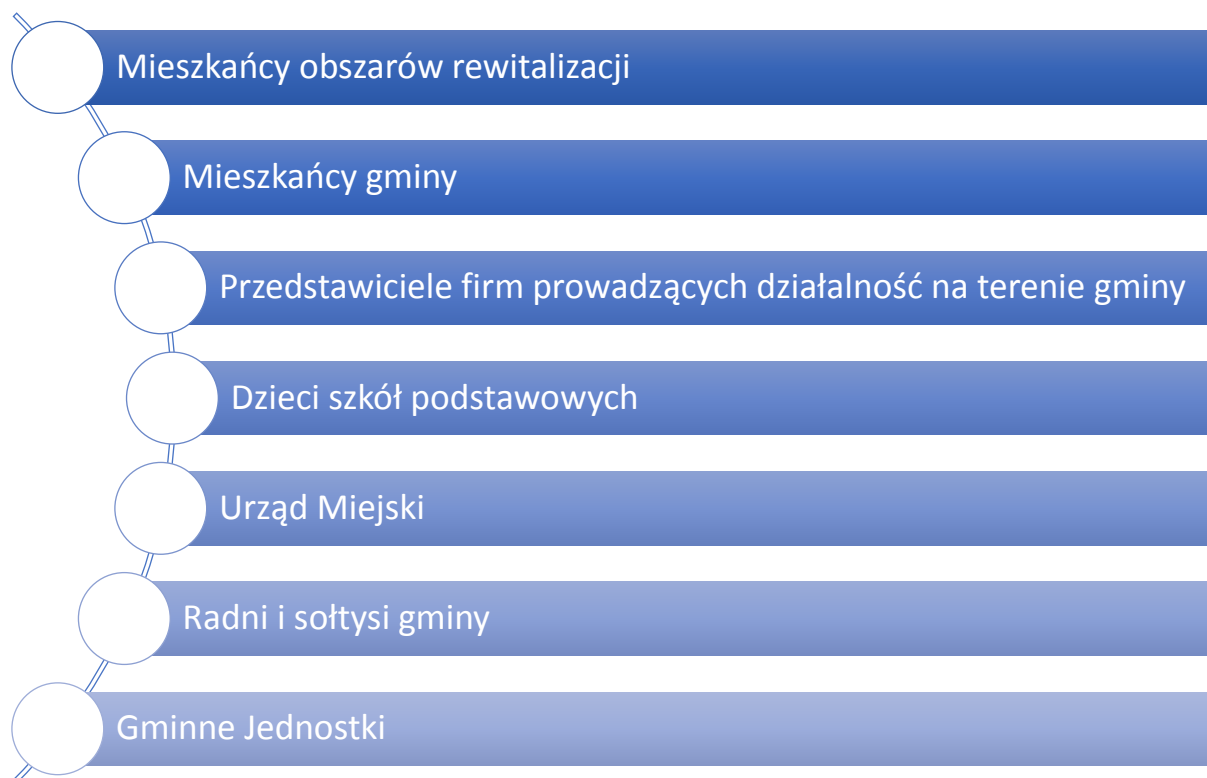 Mieszkańcy obszarów rewitalizacji
Mieszkańcy gminy
Przedstawiciele firm prowadzących działalność na terenie gminy
Dzieci szkół podstawowych
Urząd Miejski
Radni i sołtysi gminy
Gminne Jednostki